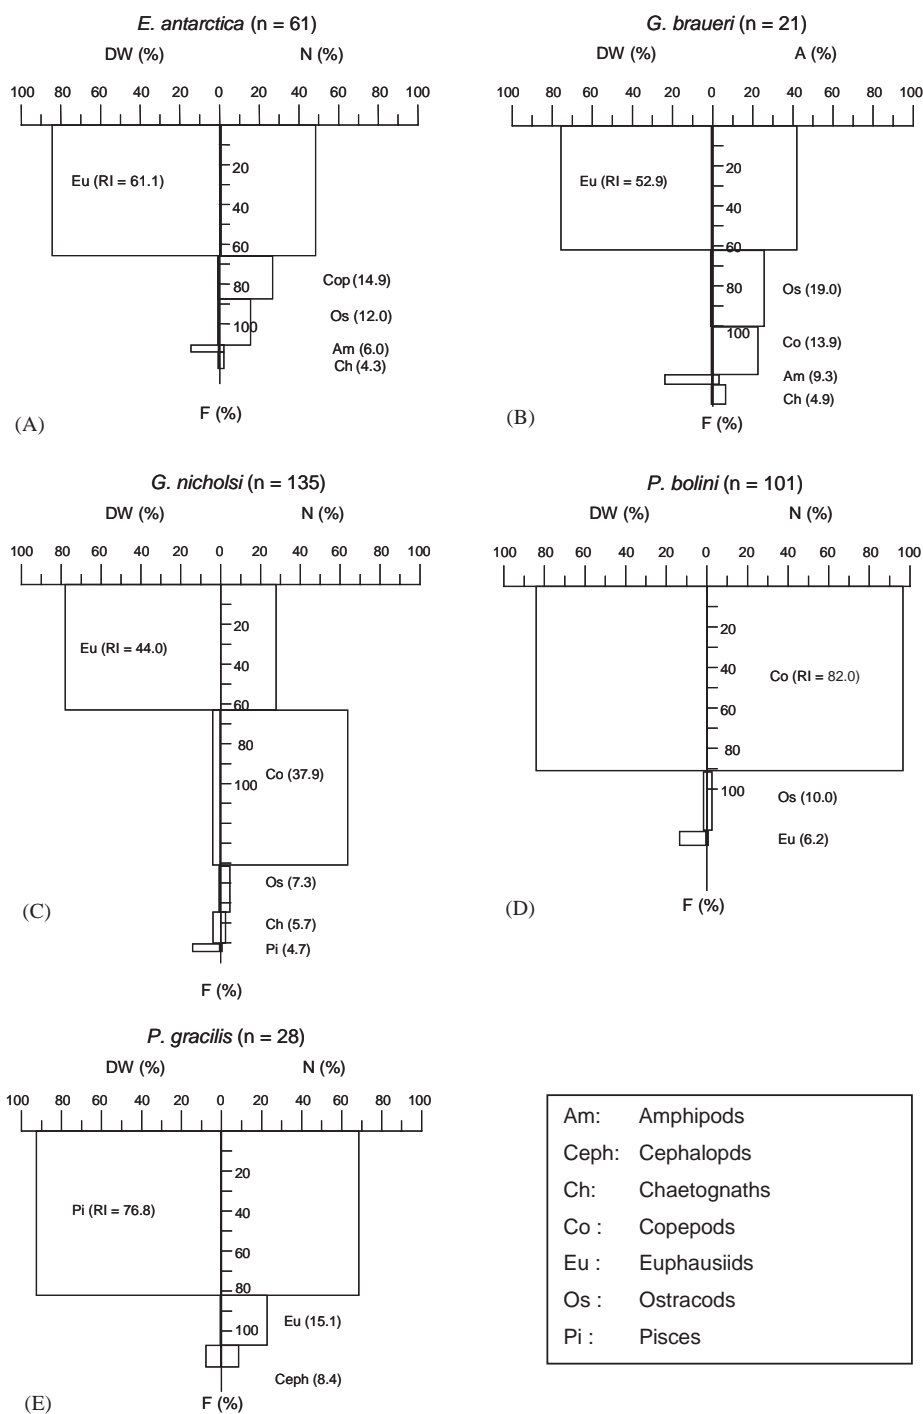 E. antarctica (n = 61)
DW (%) N (%)
100 80 60 40 20 0 20 40 60 80 100
20
Eu (RI = 61.1)
40
60
Cop (14.9)
80
Os (12.0)
100
Am (6.0)
Ch (4.3)
F (%)
(A)
G. braueri (n = 21)
DW (%) A (%)
100 80 60 40 20 0 20 40 60 80 100
20
Eu (RI = 52.9)
40
60
80
Os (19.0)
100
Co (13.9)
Am (9.3)
Ch (4.9)
F (%)
(B)
G. nicholsi (n = 135)
DW (%) N (%)
100 80 60 40 20 0 20 40 60 80 100
20
Eu (RI = 44.0)
40
60
80
Co (37.9)
100
Os (7.3)
Ch (5.7)
Pi (4.7)
F (%)
(C)
P. bolini (n = 101)
DW (%) N (%)
100 80 60 40 20 0 20 40 60 80 100
20
40
Co (RI = 82.0)
60
80
100
Os (10.0)
Eu (6.2)
F (%)
(D)
P. gracilis (n = 28)
DW (%) N (%)
100 80 60 40 20 0 20 40 60 80 100
20
Pi (RI = 76.8)
40
60
80
Eu (15.1)
100
Ceph (8.4)
F (%)
(E)
Am: Amphipods
Ceph: Cephalopds
Ch: Chaetognaths
Co : Copepods
Eu : Euphausiids
Os : Ostracods
Pi : Pisces